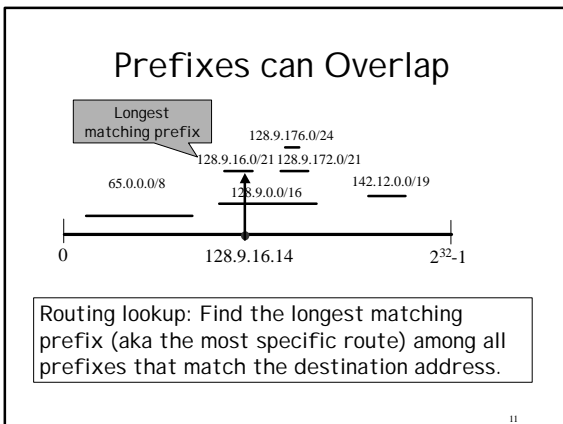 Prefixes can Overlap
Longest
matching prefix
128.9.176.0/24
128.9.16.0/21 128.9.172.0/21
65.0.0.0/8
128.9.0.0/16
142.12.0.0/19
0
128.9.16.14
2³²-1
Routing lookup: Find the longest matching
prefix (aka the most specific route) among all
prefixes that match the destination address.
11